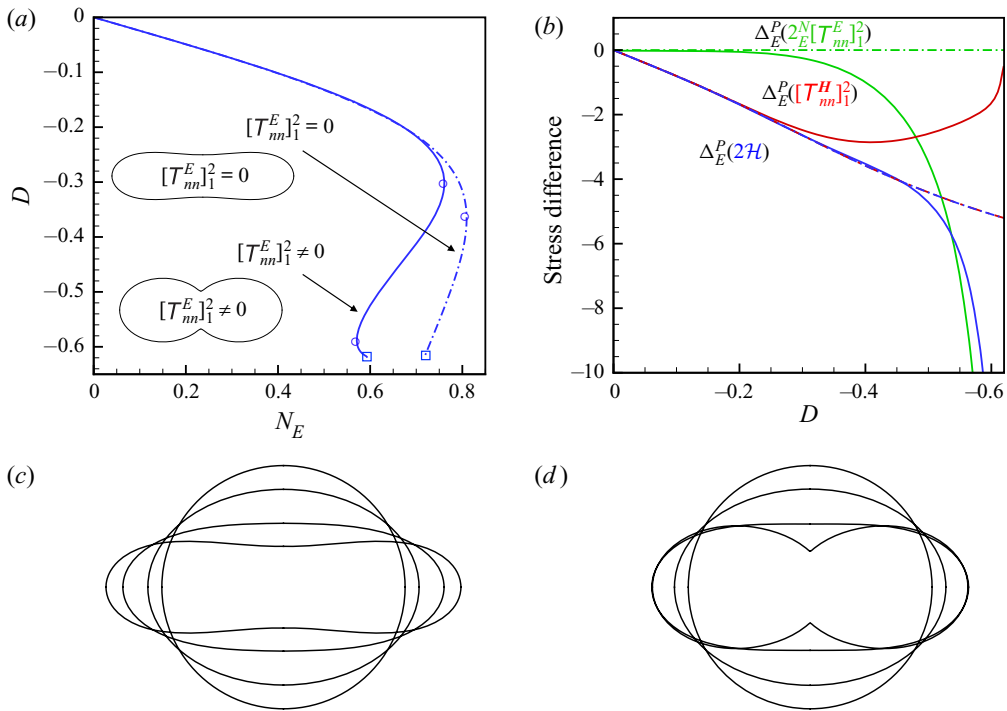 (a)
0
−0.1
−0.2
−0.3
−0.4
−0.5
−0.6
D
[T^E_nn]^2_1 = 0
[T^E_nn]^2_1 = 0
[T^E_nn]^2_1 ≠ 0
[T^E_nn]^2_1 ≠ 0
0 0.2 0.4 0.6 0.8
N_E
(b)
0
−2
−4
−6
−8
−10
Stress difference
Δ^P_E(2^N_E[T^E_nn]^2_1)
Δ^P_E([T^H_nn]^2_1)
Δ^P_E(2ℋ)
0 −0.2 −0.4 −0.6
D
(c)
(d)